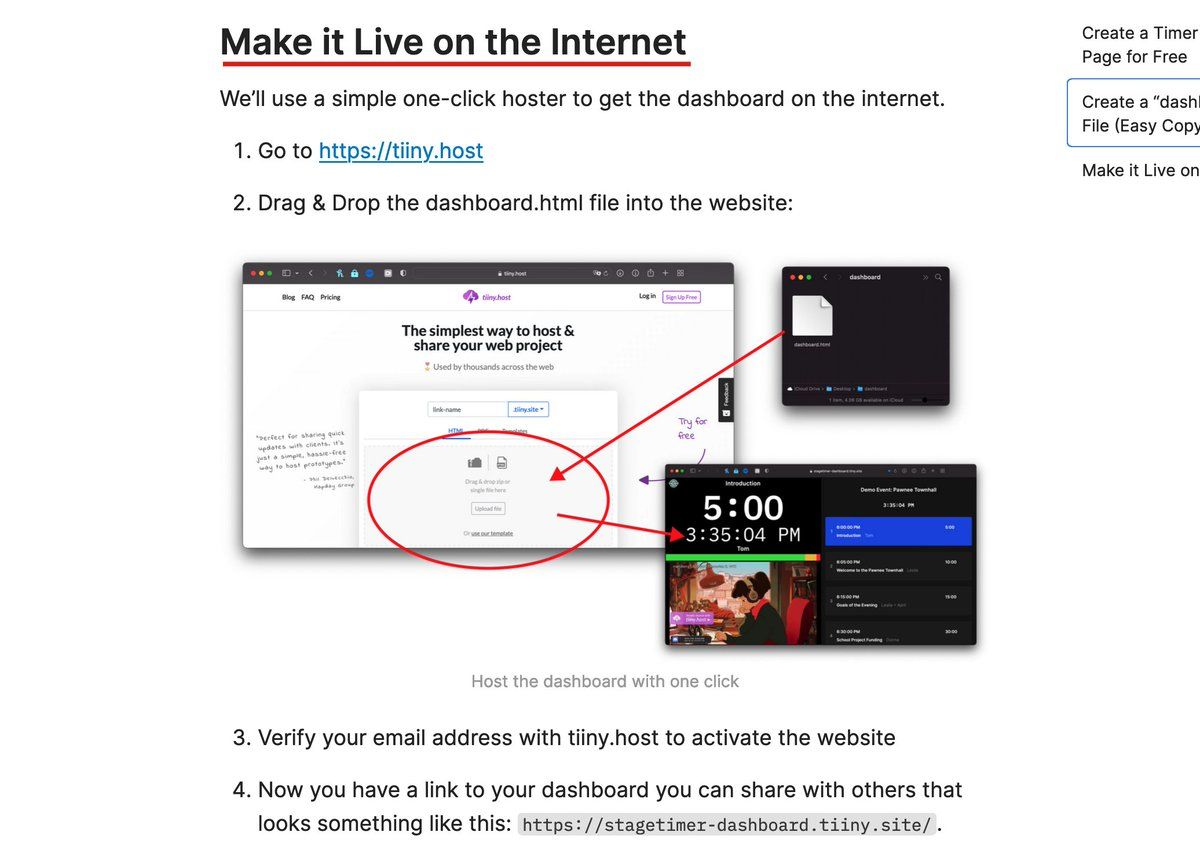 Make it Live on the Internet
We’ll use a simple one-click hoster to get the dashboard on the internet.
1. Go to https://tiiny.host
2. Drag & Drop the dashboard.html file into the website:
tiiny.host
Blog FAQ Pricing
tiiny.host
Log in
Sign Up Free
The simplest way to host &
share your web project
Used by thousands across the web
link-name
.tiiny.site
HTML
Templates
Drag & drop zip or
single file here
Upload file
Or use our template
"Perfect for sharing quick
updates with clients, it's
just a simple, hassle-free
way to host prototypes."
Feedback
Try for
free
dashboard
dashboard.html
iCloud Drive › Desktop › dashboard
stagetimer-dashboard.tiiny.site
Introduction
5:00
3:35:04 PM
Tom
tiiny.host
Demo Event: Pawnee Townhall
3:35:04 PM
1
6:00:00 PM
5:00
Introduction Tom
2
6:05:00 PM
10:00
Welcome to the Pawnee Townhall Leslie
3
6:15:00 PM
15:00
Goals of the Evening Leslie + April
4
6:30:00 PM
30:00
School Project Funding
Host the dashboard with one click
3. Verify your email address with tiiny.host to activate the website
4. Now you have a link to your dashboard you can share with others that
looks something like this: https://stagetimer-dashboard.tiiny.site/.
Create a Timer
Page for Free
Create a “dashl
File (Easy Copy
Make it Live on